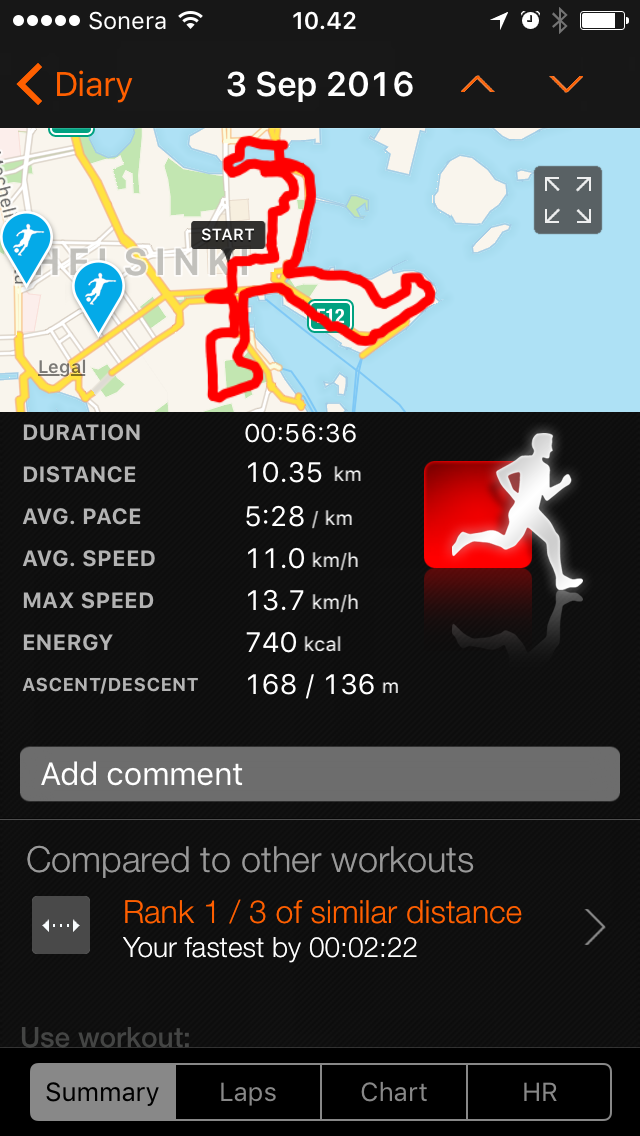 Sonera 10.42
Diary 3 Sep 2016
START
HELSINKI
E12
Legal
DURATION 00:56:36
DISTANCE 10.35 km
AVG. PACE 5:28 / km
AVG. SPEED 11.0 km/h
MAX SPEED 13.7 km/h
ENERGY 740 kcal
ASCENT/DESCENT 168 / 136 m
Add comment
Compared to other workouts
Rank 1 / 3 of similar distance
Your fastest by 00:02:22
Use workout:
Summary Laps Chart HR